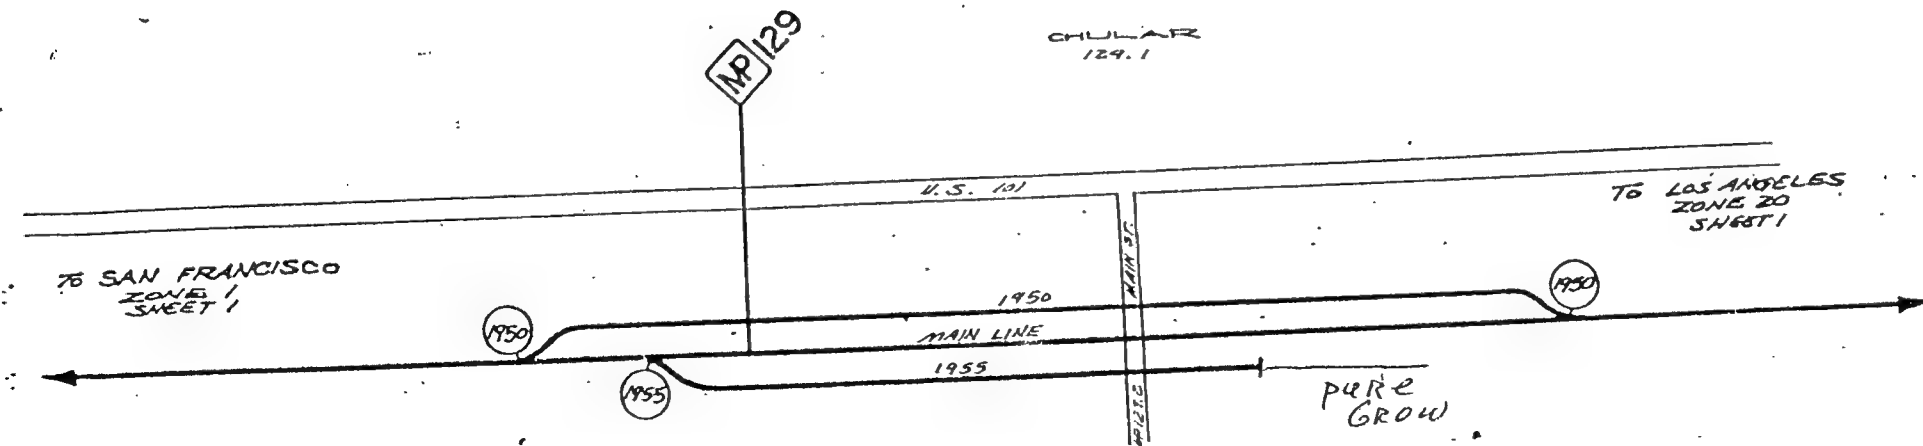 CHULAR
129.1
MP 129
U.S. 101
TO LOS ANGELES
ZONE 20
SHEET 1
MAIN ST.
TO SAN FRANCISCO
ZONE 1
SHEET 1
1950
1950
1950
MAIN LINE
1955
1955
PURE
GROW